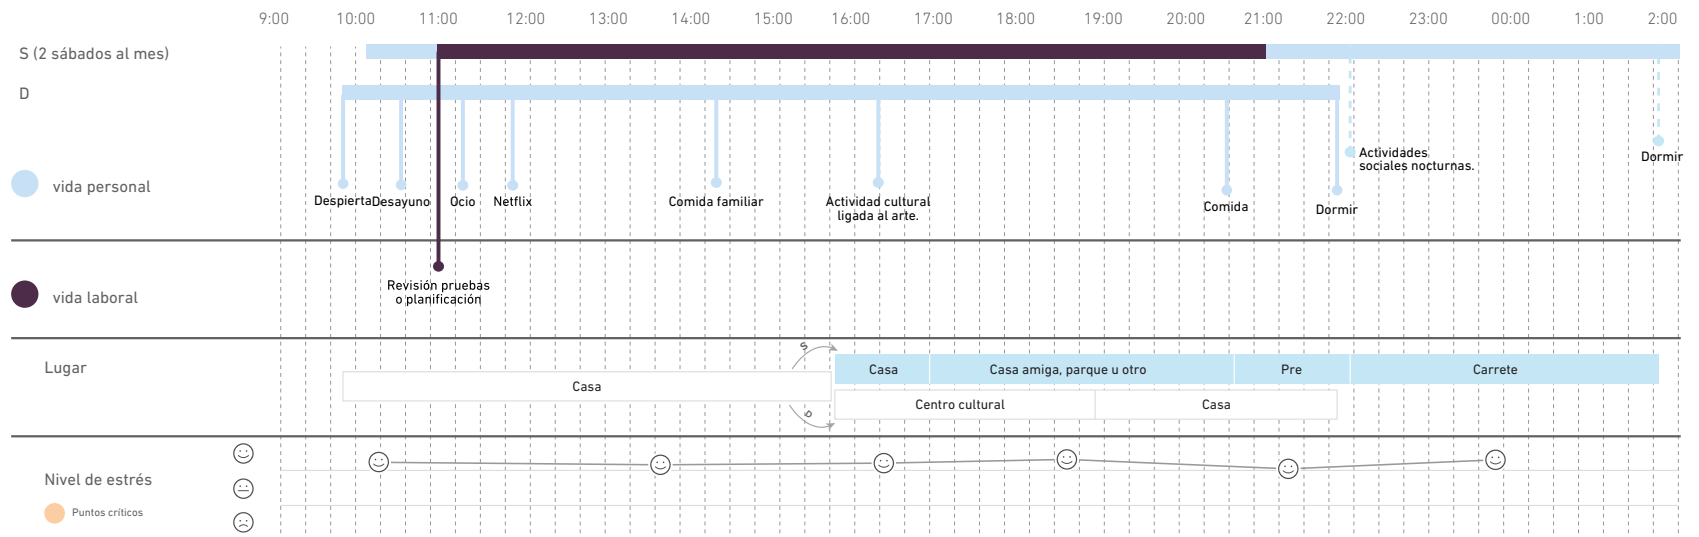 9:00 10:00 11:00 12:00 13:00 14:00 15:00 16:00 17:00 18:00 19:00 20:00 21:00 22:00 23:00 00:00 1:00 2:00
S (2 sábados al mes)
D
vida personal
Despierta
Desayuno
Ocio
Netflix
Comida familiar
Actividad cultural
ligada al arte.
Comida
Dormir
Actividades
sociales nocturnas.
Dormir
vida laboral
Revisión pruebas
o planificación
Lugar
Casa
S
D
Casa
Casa amiga, parque u otro
Pre
Carrete
Centro cultural
Casa
Nivel de estrés
Puntos críticos